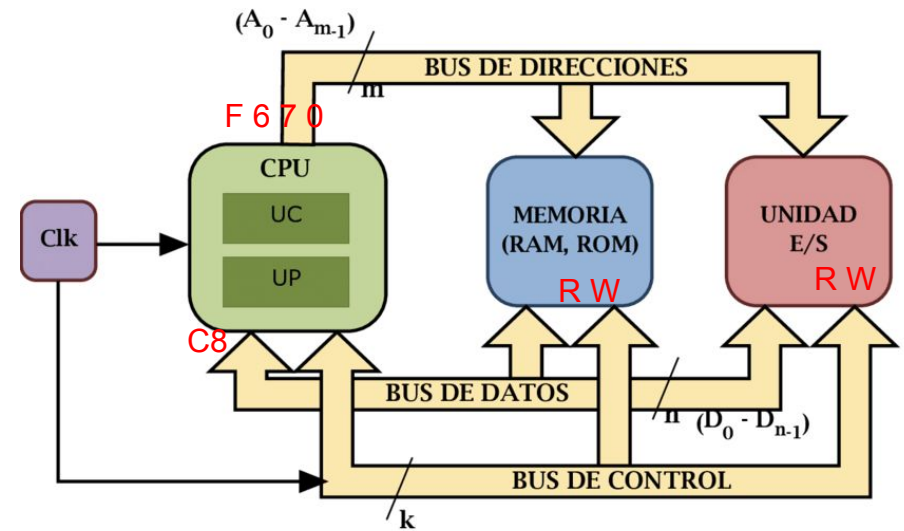 (A0 - Am-1)
BUS DE DIRECCIONES
m
F 6 7 0
CPU
UC
UP
Clk
MEMORIA
(RAM, ROM)
R W
UNIDAD
E/S
R W
C8
BUS DE DATOS
n (D0 - Dn-1)
BUS DE CONTROL
k